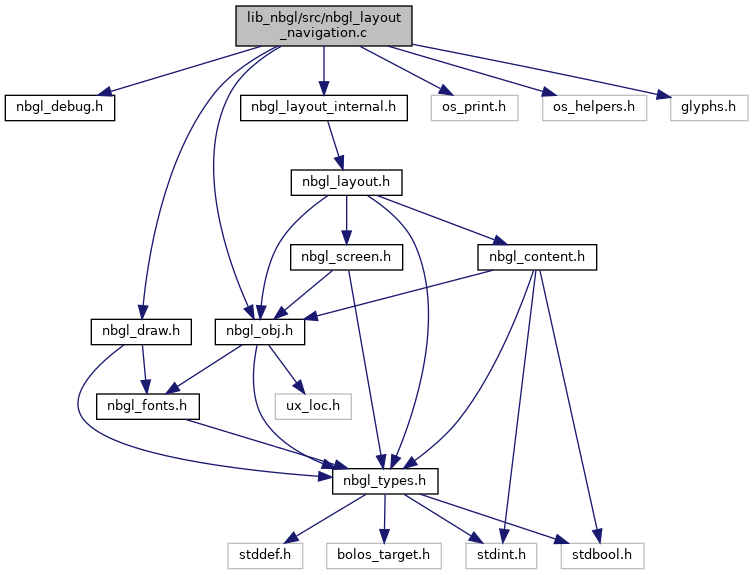 lib_nbgl/src/nbgl_layout
_navigation.c
nbgl_debug.h
nbgl_layout_internal.h
os_print.h
os_helpers.h
glyphs.h
nbgl_layout.h
nbgl_screen.h
nbgl_content.h
nbgl_draw.h
nbgl_obj.h
nbgl_fonts.h
ux_loc.h
nbgl_types.h
stddef.h
bolos_target.h
stdint.h
stdbool.h